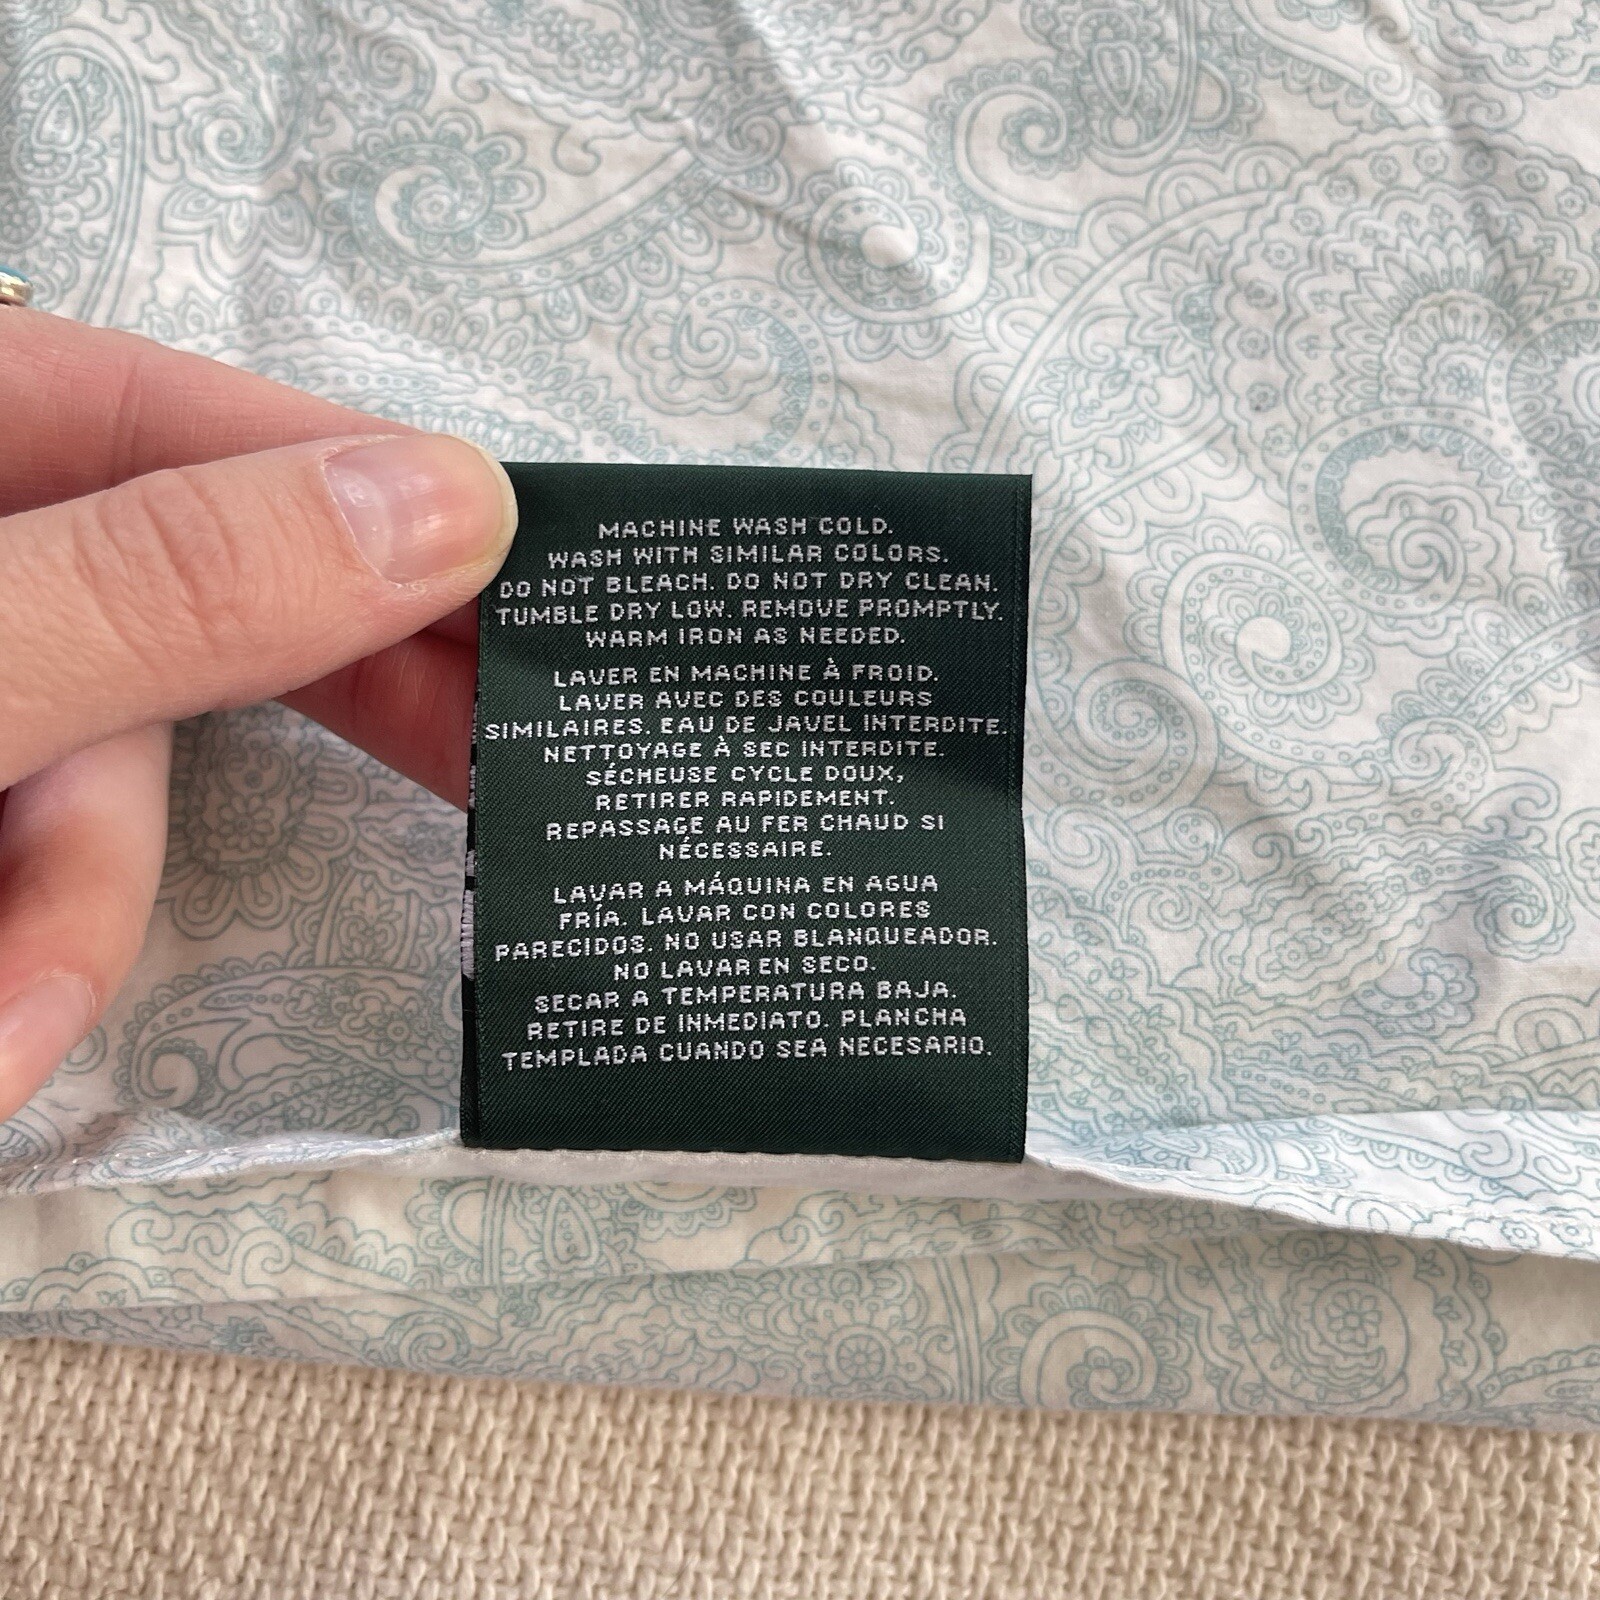 MACHINE WASH COLD.
WASH WITH SIMILAR COLORS.
DO NOT BLEACH. DO NOT DRY CLEAN.
TUMBLE DRY LOW. REMOVE PROMPTLY.
WARM IRON AS NEEDED.
LAVER EN MACHINE À FROID.
LAVER AVEC DES COULEURS
SIMILAIRES. EAU DE JAVEL INTERDITE.
NETTOYAGE À SEC INTERDITE.
SÉCHEUSE CYCLE DOUX,
RETIRER RAPIDEMENT.
REPASSAGE AU FER CHAUD SI
NÉCESSAIRE.
LAVAR A MÁQUINA EN AGUA
FRÍA. LAVAR CON COLORES
PARECIDOS. NO USAR BLANQUEADOR.
NO LAVAR EN SECO.
SECAR A TEMPERATURA BAJA.
RETIRE DE INMEDIATO. PLANCHA
TEMPLADA CUANDO SEA NECESARIO.